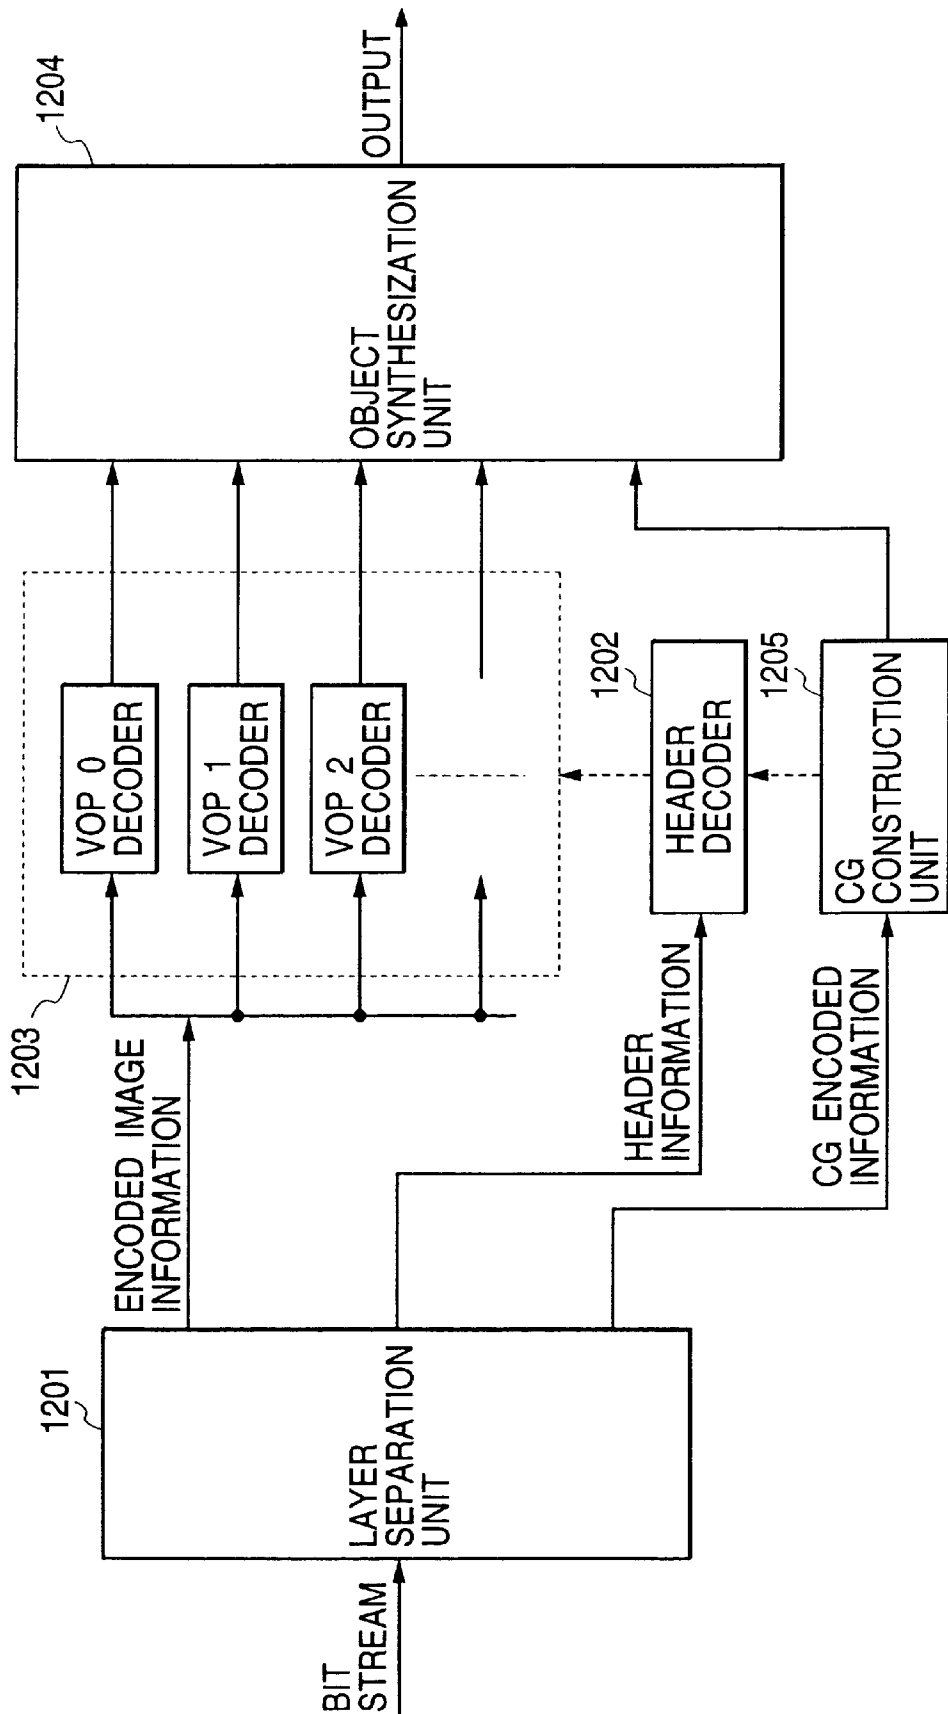 BIT
STREAM
1201
LAYER
SEPARATION
UNIT
ENCODED IMAGE
INFORMATION
HEADER
INFORMATION
CG ENCODED
INFORMATION
1203
VOP 0
DECODER
VOP 1
DECODER
VOP 2
DECODER
1202
HEADER
DECODER
1205
CG
CONSTRUCTION
UNIT
1204
OBJECT
SYNTHESIZATION
UNIT
OUTPUT